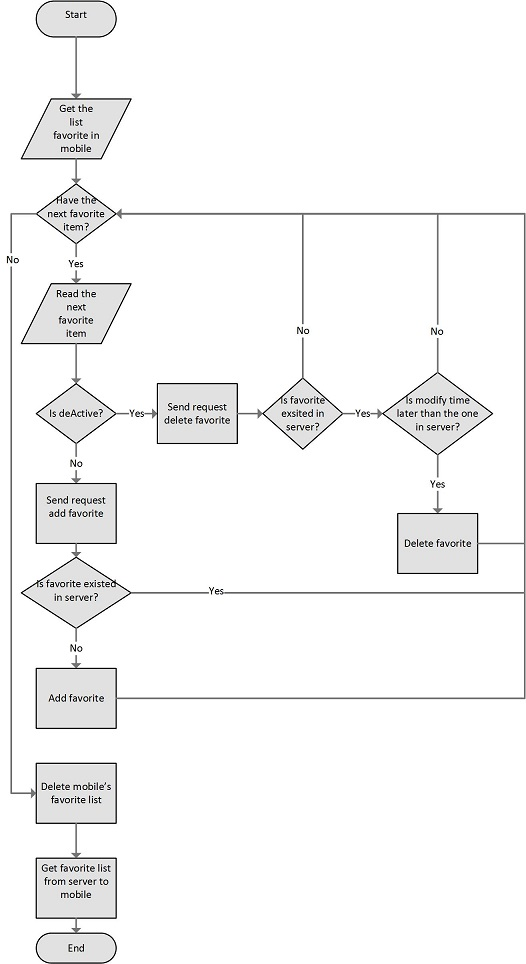 Start
Get the
list
favorite in
mobile
Have the
next favorite
item?
No
Yes
Read the
next
favorite
item
No
No
Is deActive?
Yes
Send request
delete favorite
Is favorite
exsited in
server?
Yes
Is modify time
later than the one
in server?
No
Yes
Send request
add favorite
Delete favorite
Is favorite existed
in server?
Yes
No
Add favorite
Delete mobile's
favorite list
Get favorite list
from server to
mobile
End